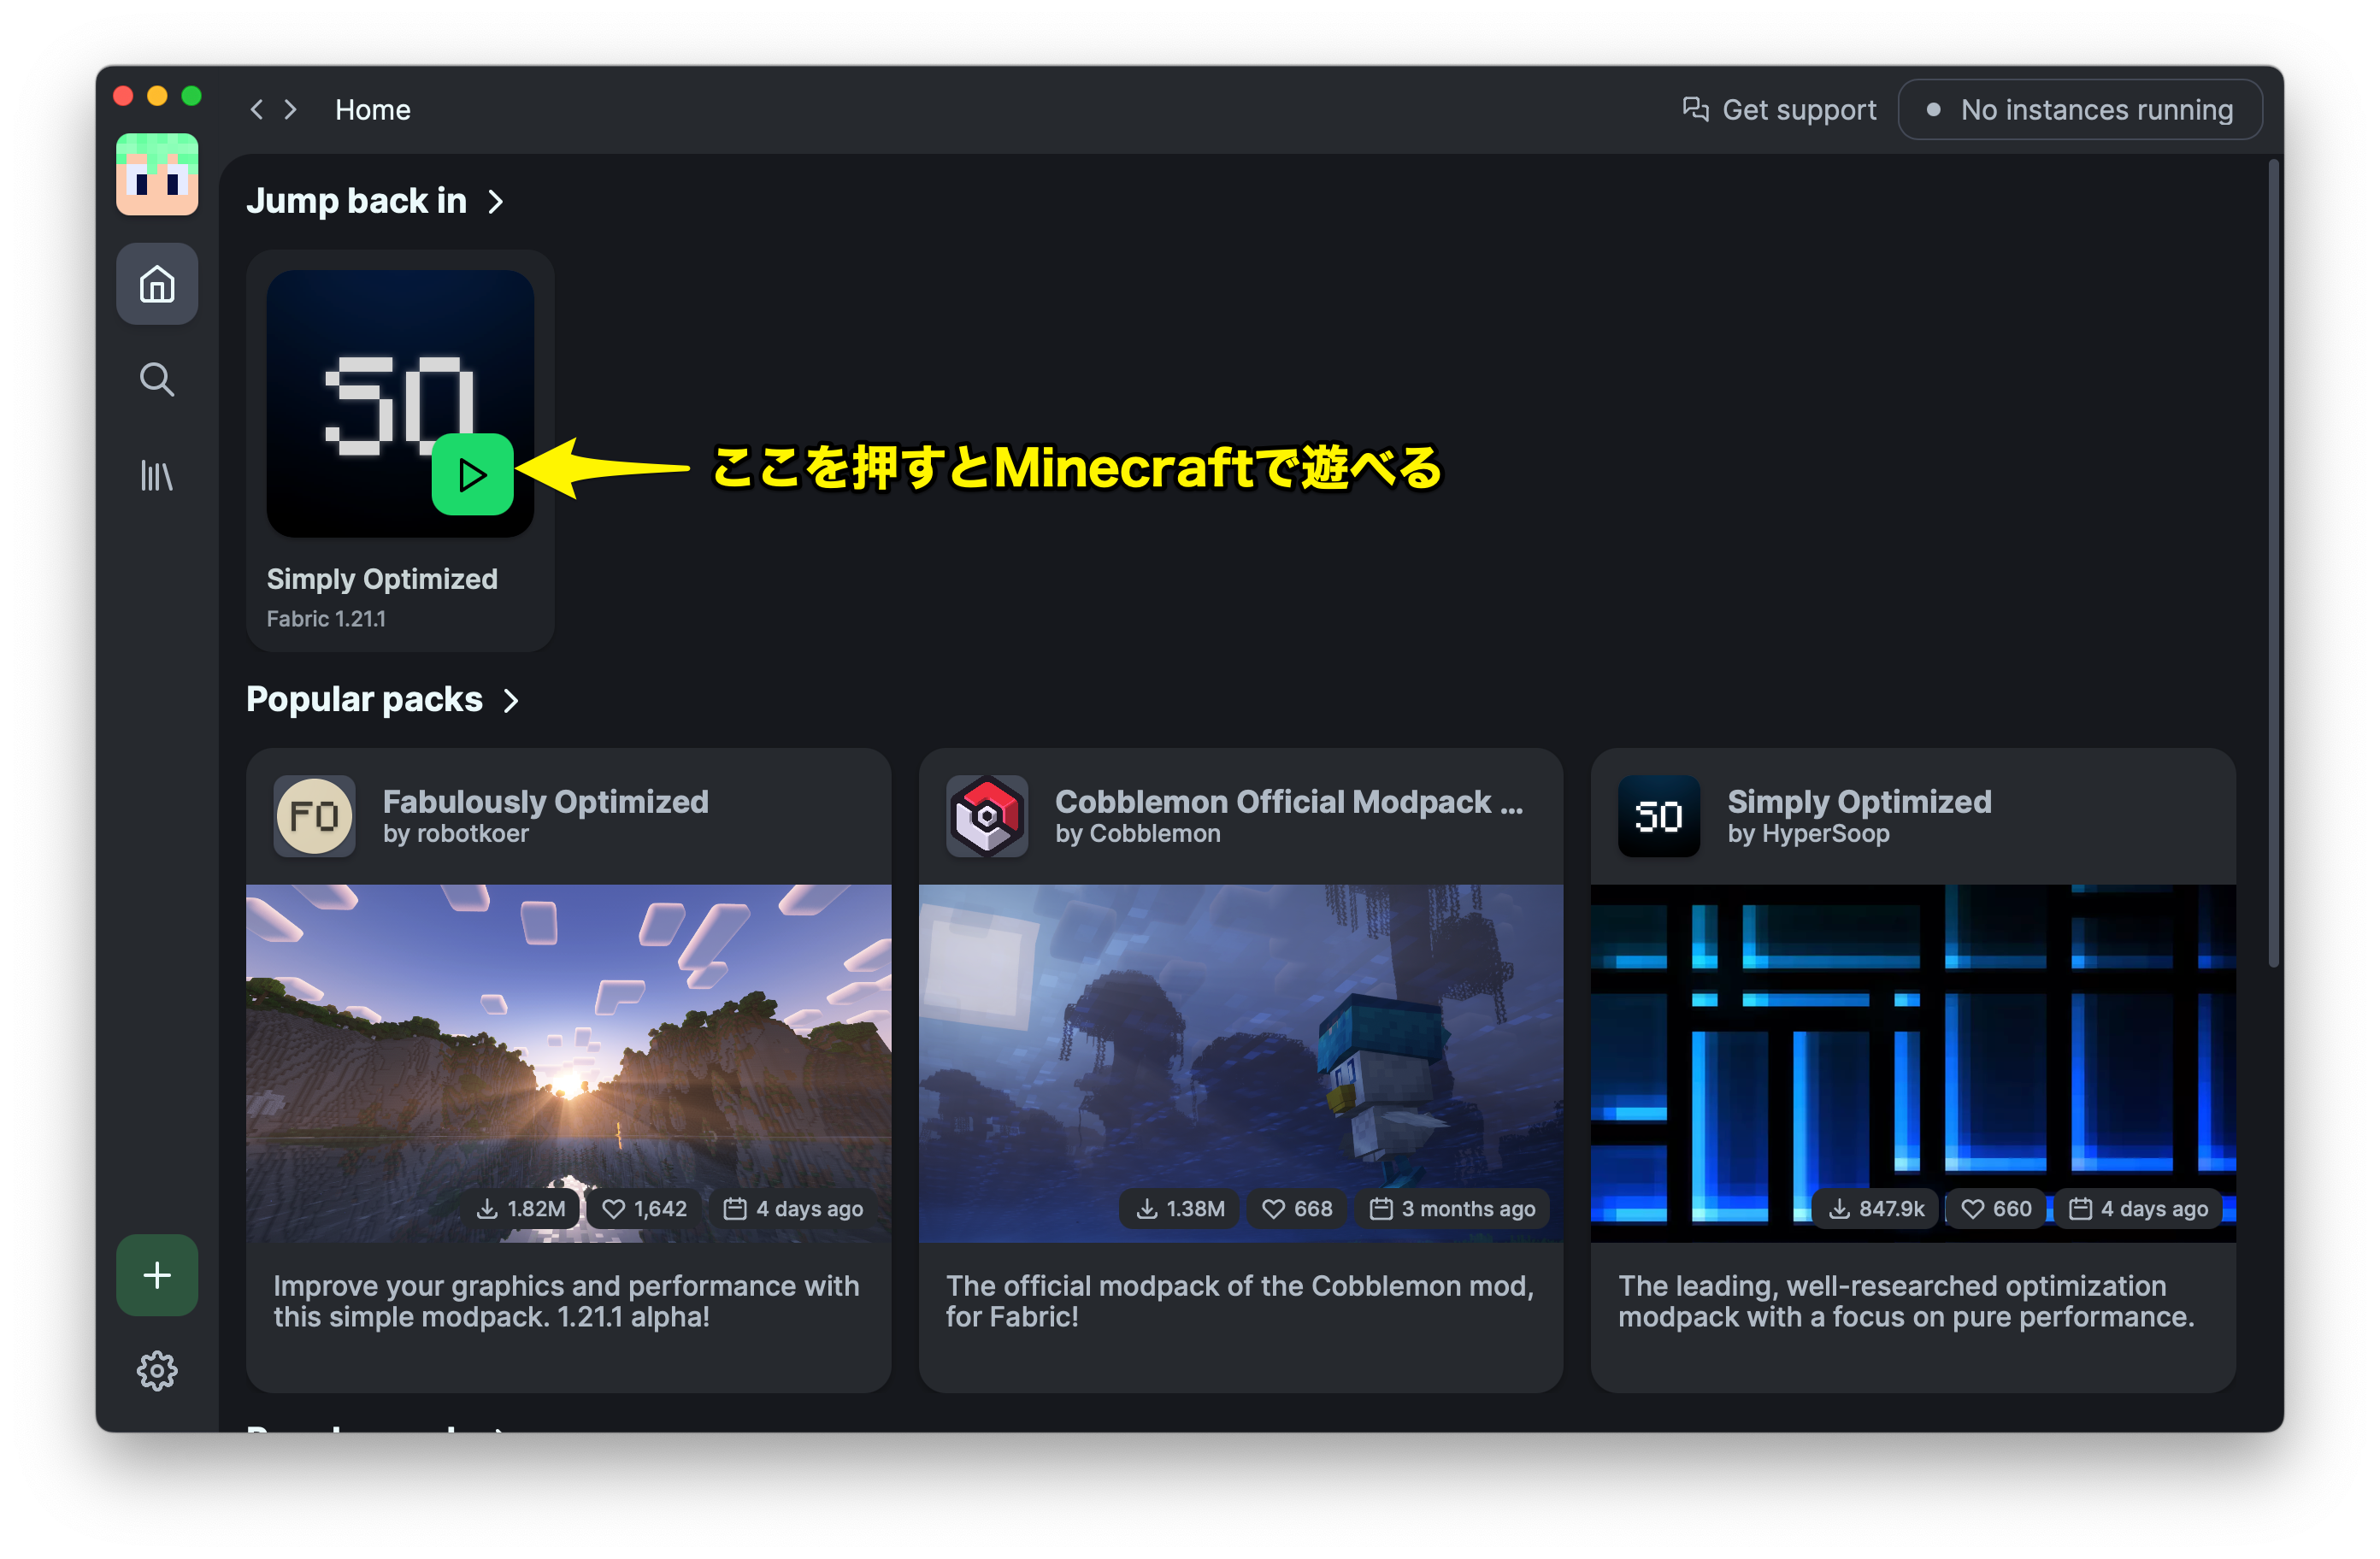 Home
Get support
No instances running
Jump back in
SO
ここを押すとMinecraftで遊べる
Simply Optimized
Fabric 1.21.1
Popular packs
FO
Fabulously Optimized
by robotkoer
Cobblemon Official Modpack ...
by Cobblemon
SO
Simply Optimized
by HyperSoop
1.82M
1,642
4 days ago
1.38M
668
3 months ago
847.9k
660
4 days ago
Improve your graphics and performance with
this simple modpack. 1.21.1 alpha!
The official modpack of the Cobblemon mod,
for Fabric!
The leading, well-researched optimization
modpack with a focus on pure performance.